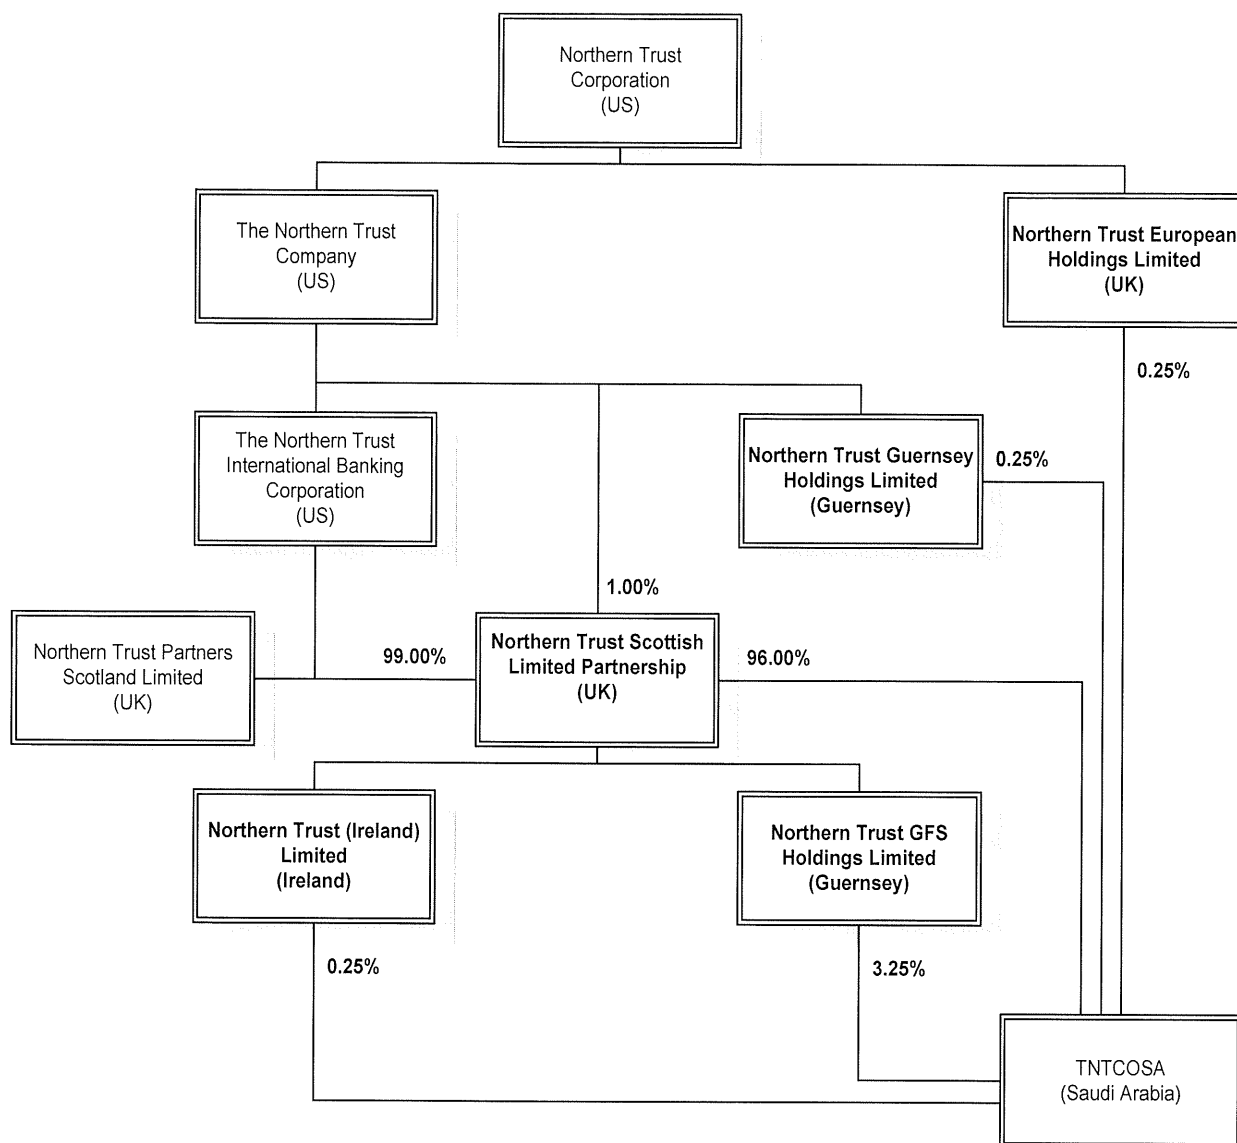 Northern Trust
Corporation
(US)
The Northern Trust
Company
(US)
Northern Trust European
Holdings Limited
(UK)
0.25%
The Northern Trust
International Banking
Corporation
(US)
Northern Trust Guernsey
Holdings Limited
(Guernsey)
0.25%
1.00%
Northern Trust Partners
Scotland Limited
(UK)
99.00%
Northern Trust Scottish
Limited Partnership
(UK)
96.00%
Northern Trust (Ireland)
Limited
(Ireland)
Northern Trust GFS
Holdings Limited
(Guernsey)
0.25%
3.25%
TNTCOSA
(Saudi Arabia)